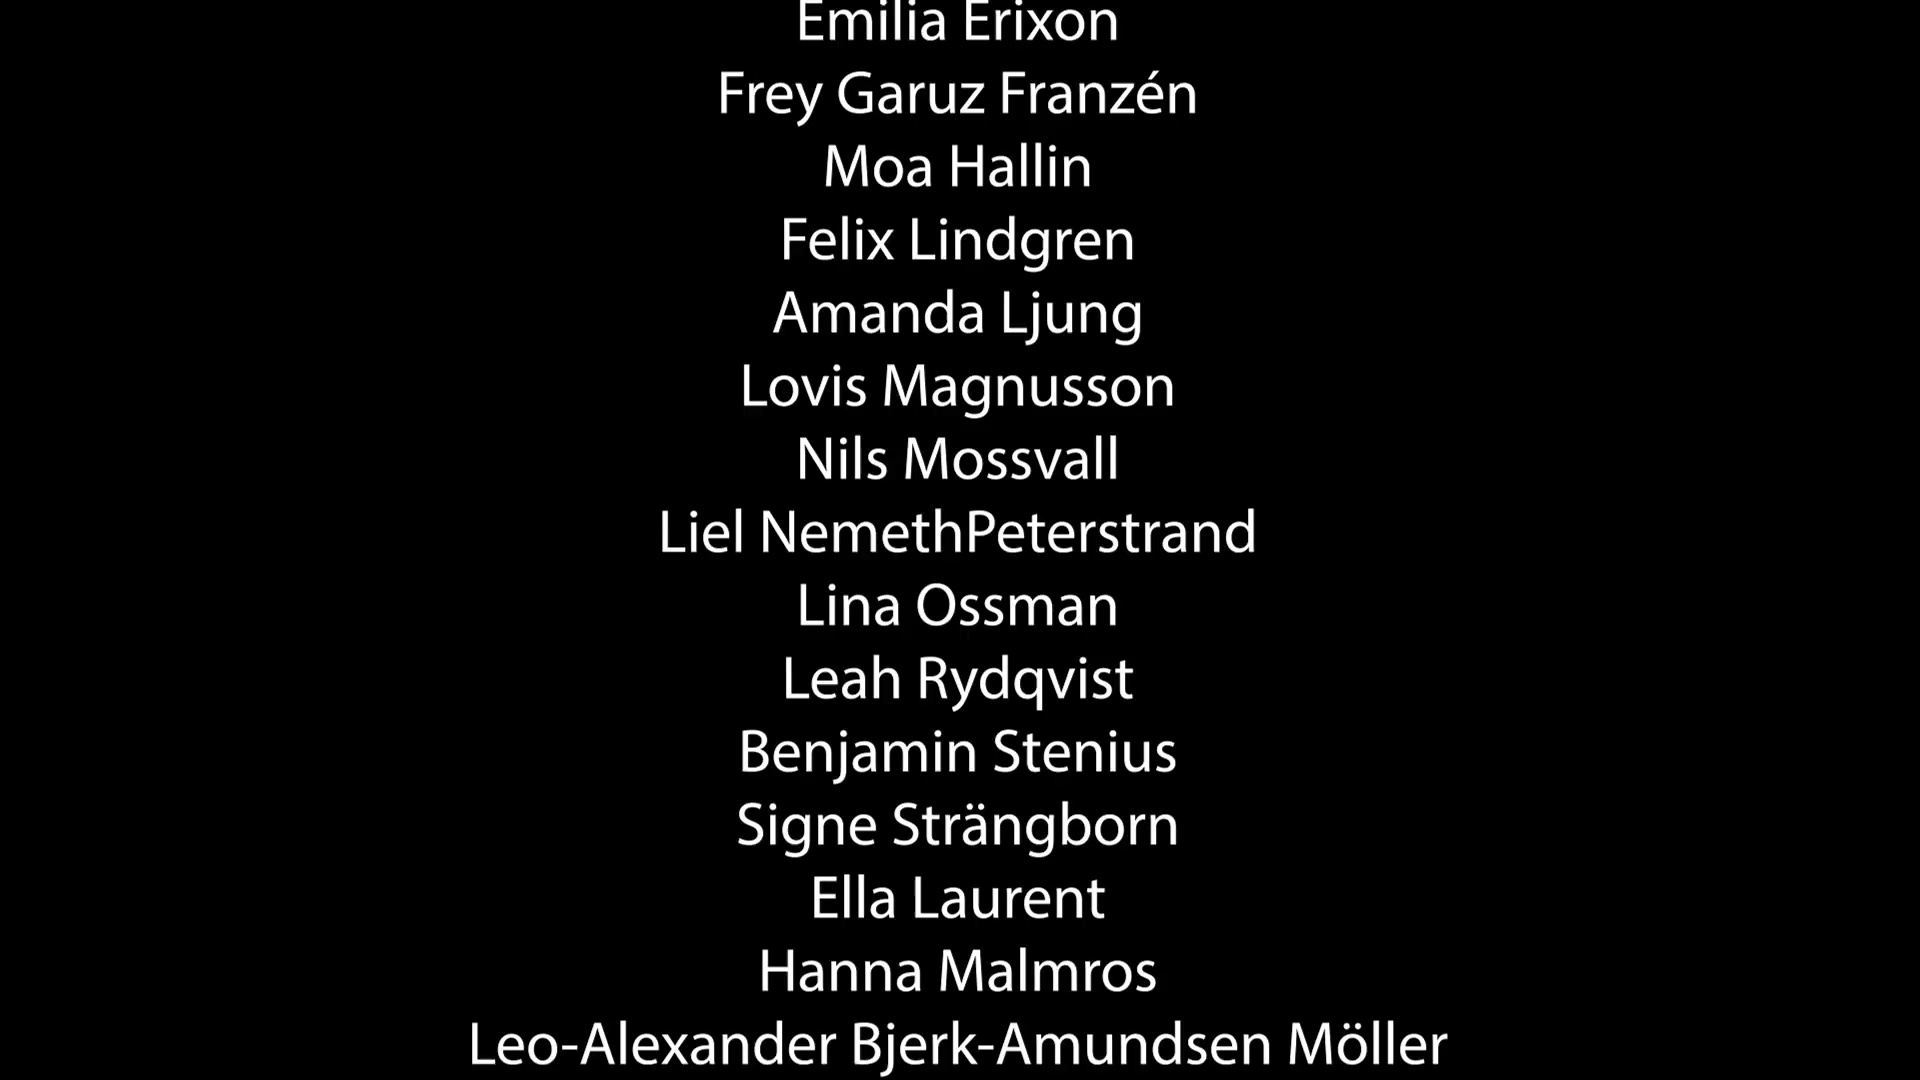 Emilia Erixon
Frey Garuz Franzén
Moa Hallin
Felix Lindgren
Amanda Ljung
Lovis Magnusson
Nils Mossvall
Liel NemethPeterstrand
Lina Ossman
Leah Rydqvist
Benjamin Stenius
Signe Strängborn
Ella Laurent
Hanna Malmros
Leo-Alexander Bjerk-Amundsen Möller